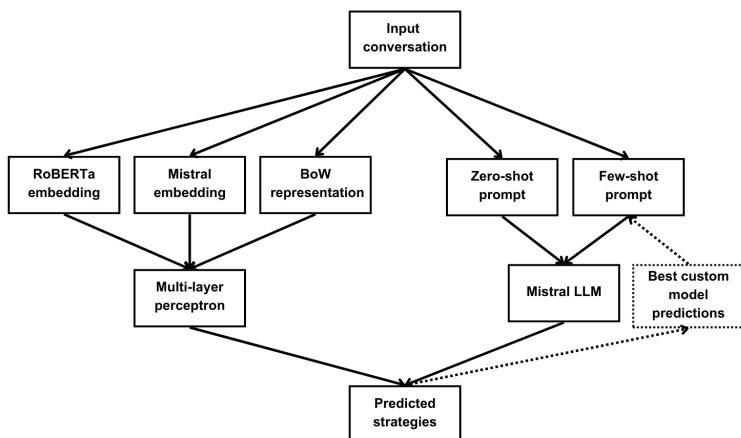 Input
conversation
RoBERTa
embedding
Mistral
embedding
BoW
representation
Zero-shot
prompt
Few-shot
prompt
Multi-layer
perceptron
Mistral LLM
Best custom
model
predictions
Predicted
strategies